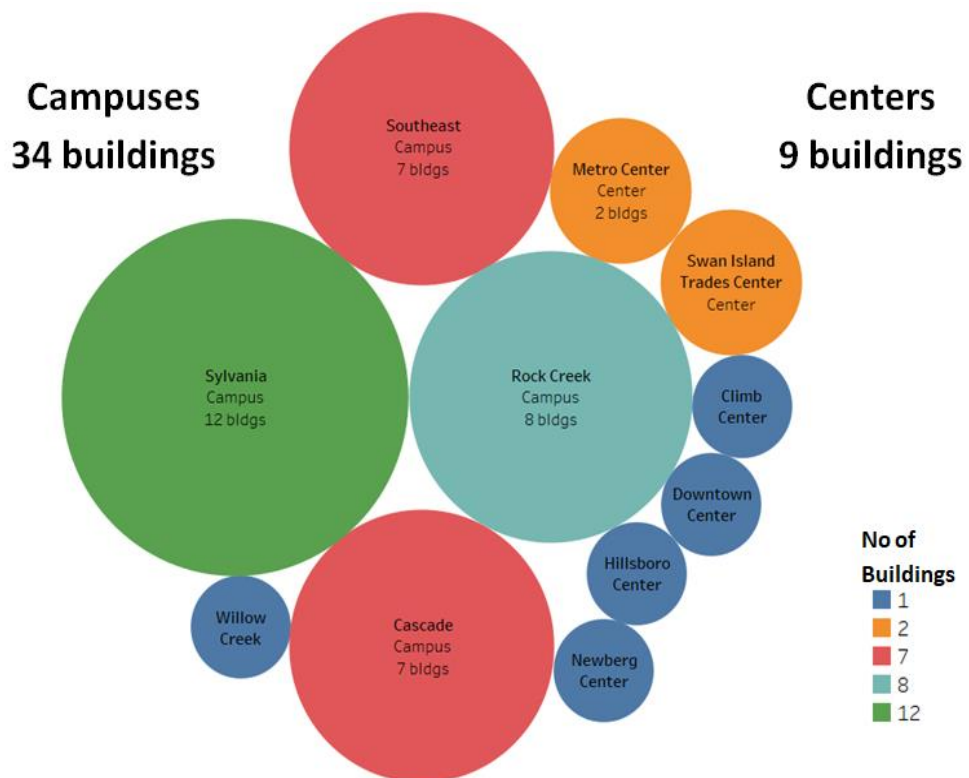 Campuses
34 buildings
Centers
9 buildings
Southeast
Campus
7 bldgs
Metro Center
Center
2 bldgs
Swan Island
Trades Center
Center
Sylvania
Campus
12 bldgs
Rock Creek
Campus
8 bldgs
Climb
Center
Downtown
Center
Hillsboro
Center
Willow
Creek
Cascade
Campus
7 bldgs
Newberg
Center
No of
Buildings
1
2
7
8
12